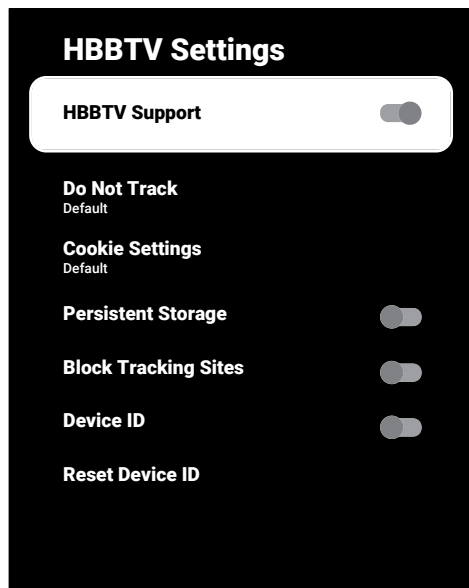 HBBTV Settings
HBBTV Support
Do Not Track
Default
Cookie Settings
Default
Persistent Storage
Block Tracking Sites
Device ID
Reset Device ID